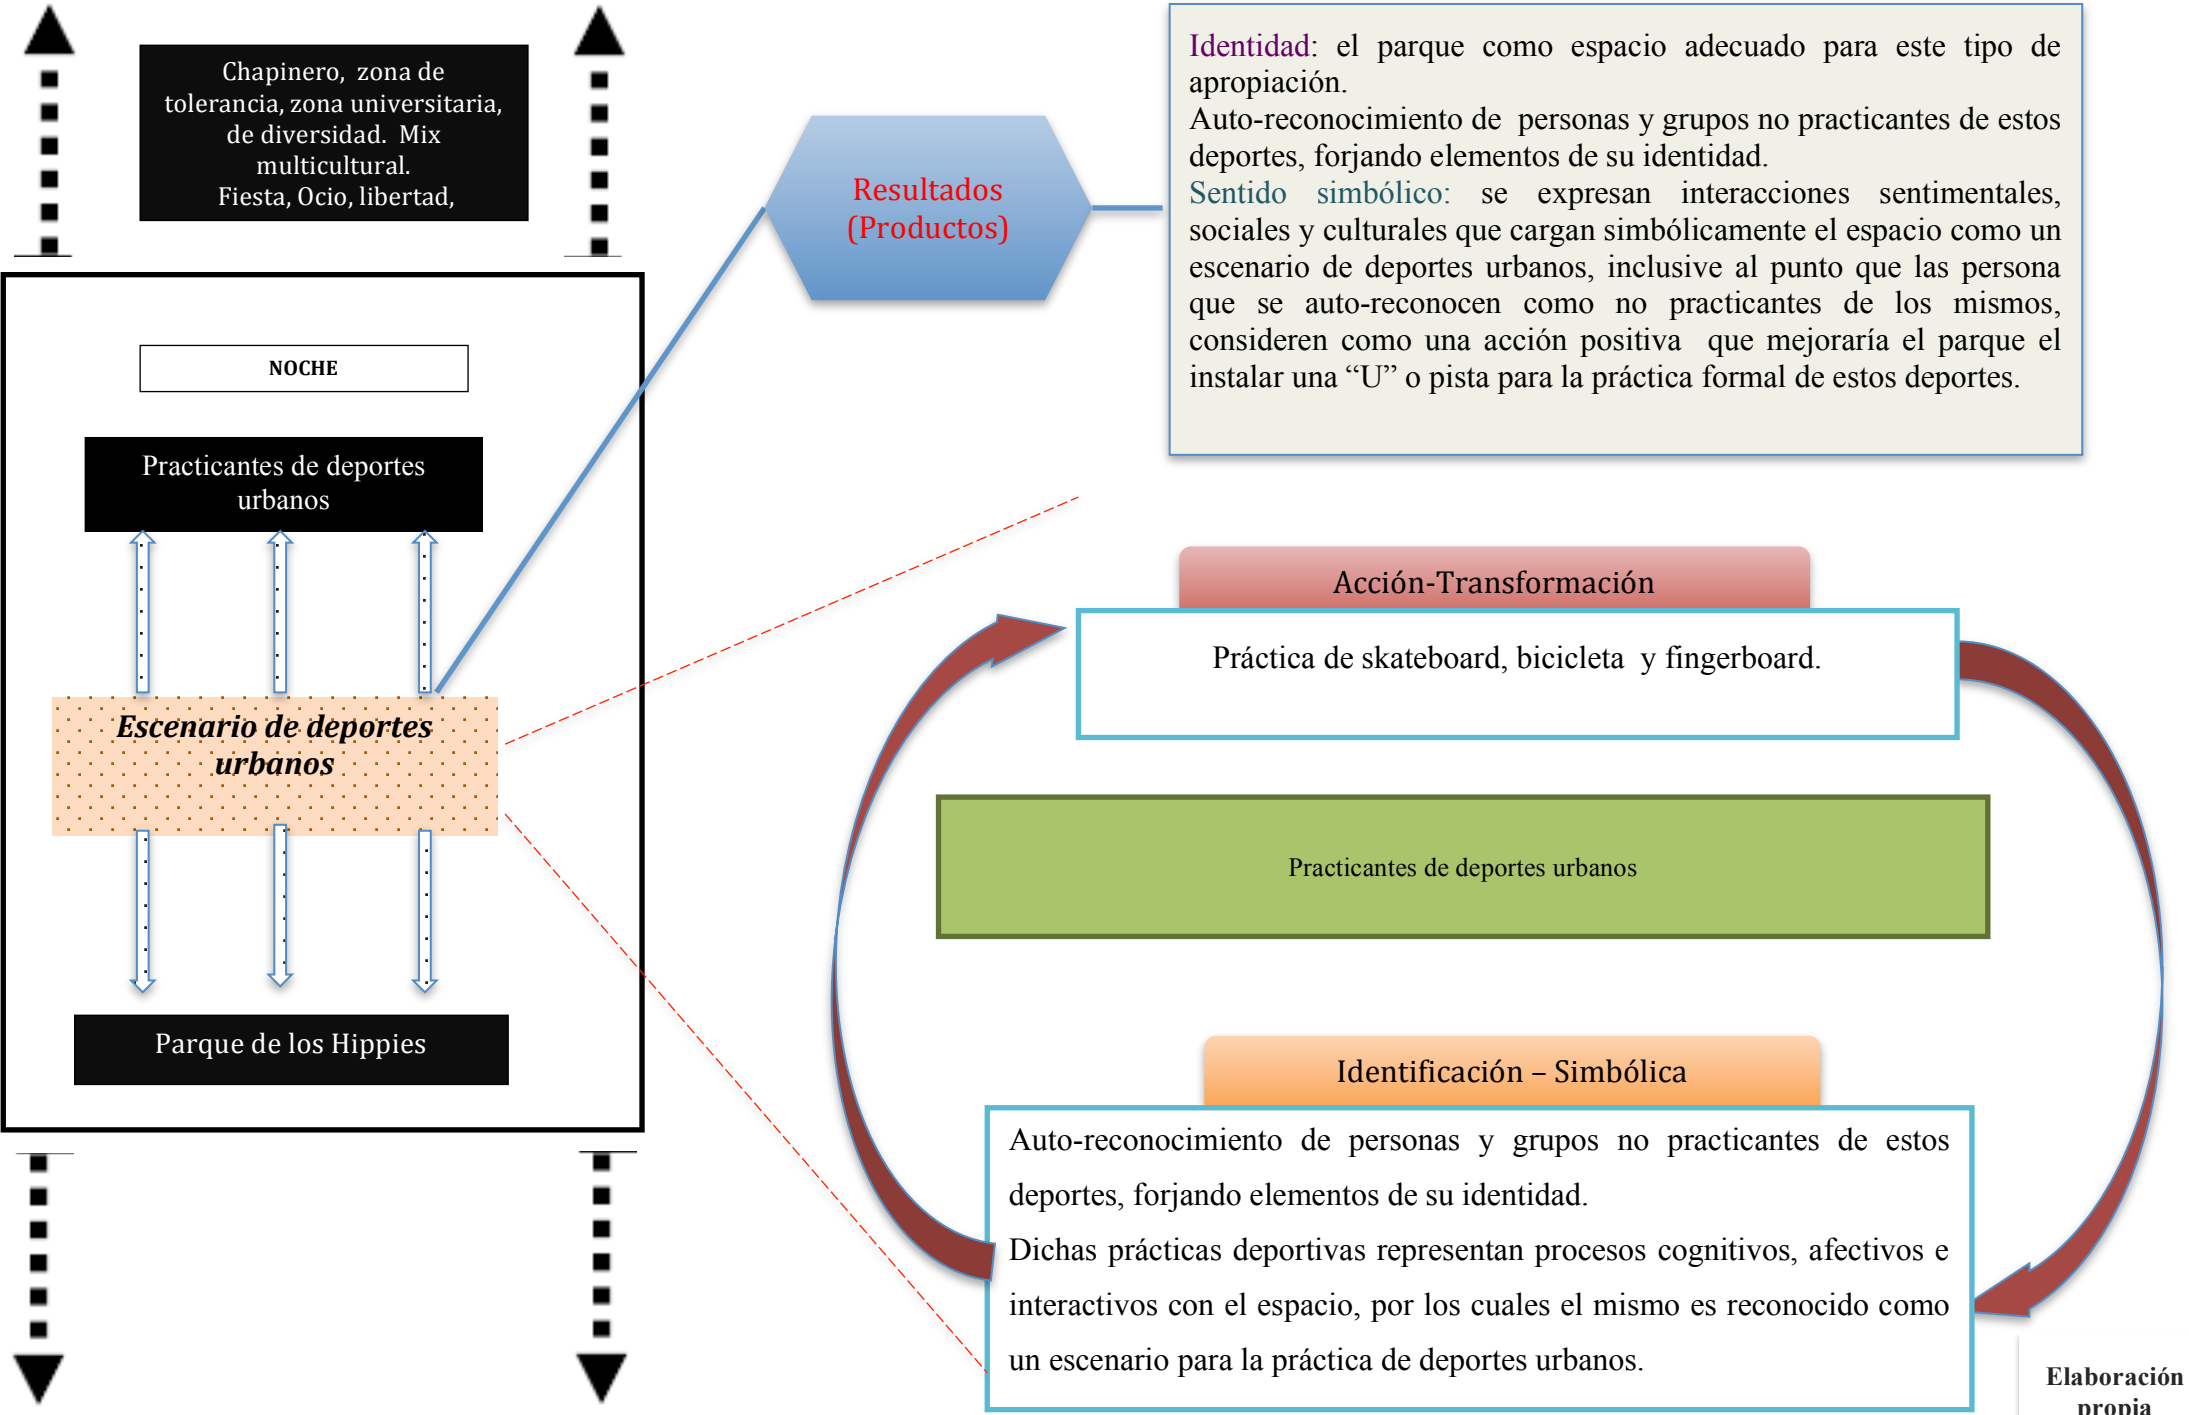 Chapinero, zona de
tolerancia, zona universitaria,
de diversidad. Mix
multicultural.
Fiesta, Ocio, libertad,
NOCHE
Practicantes de deportes
urbanos
Escenario de deportes
urbanos
Parque de los Hippies
Resultados
(Productos)
Identidad: el parque como espacio adecuado para este tipo de
apropiación.
Auto-reconocimiento de personas y grupos no practicantes de estos
deportes, forjando elementos de su identidad.
Sentido simbólico: se expresan interacciones sentimentales,
sociales y culturales que cargan simbólicamente el espacio como un
escenario de deportes urbanos, inclusive al punto que las persona
que se auto-reconocen como no practicantes de los mismos,
consideren como una acción positiva que mejoraría el parque el
instalar una “U” o pista para la práctica formal de estos deportes.
Acción-Transformación
Práctica de skateboard, bicicleta y fingerboard.
Practicantes de deportes urbanos
Identificación – Simbólica
Auto-reconocimiento de personas y grupos no practicantes de estos
deportes, forjando elementos de su identidad.
Dichas prácticas deportivas representan procesos cognitivos, afectivos e
interactivos con el espacio, por los cuales el mismo es reconocido como
un escenario para la práctica de deportes urbanos.
Elaboración
propia